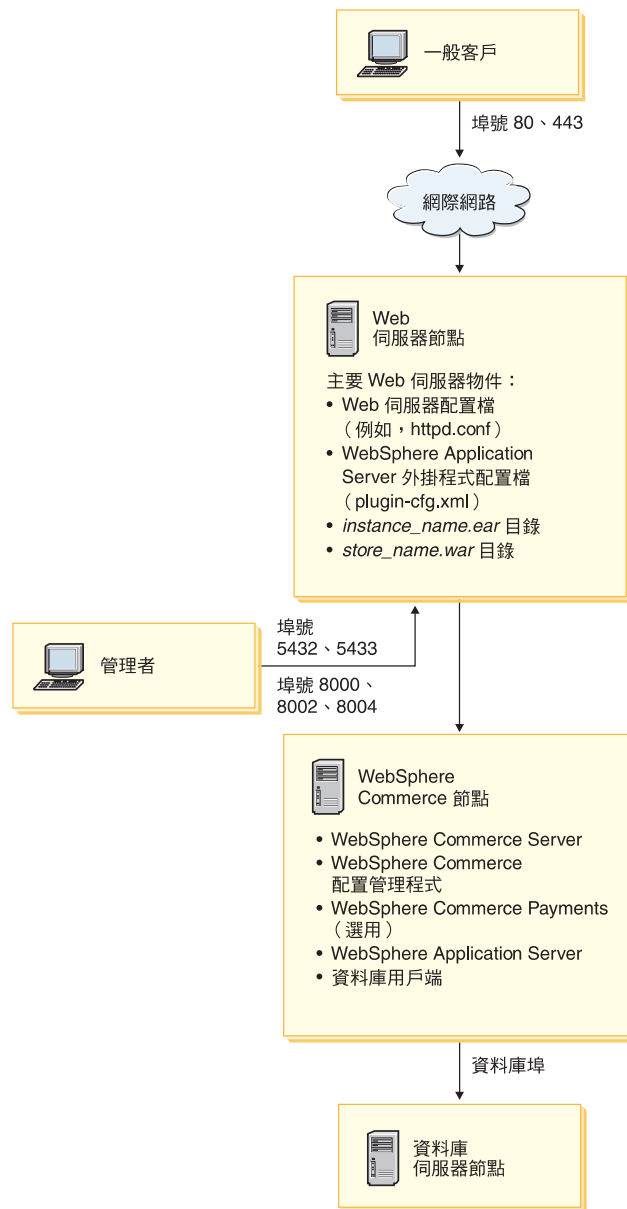 一般客戶
埠號 80、443
網際網路
Web
伺服器節點
主要 Web 伺服器物件：
• Web 伺服器配置檔
（例如，httpd.conf）
• WebSphere Application
Server 外掛程式配置檔
（plugin-cfg.xml）
• instance_name.ear 目錄
• store_name.war 目錄
管理者
埠號
5432、5433
埠號 8000、
8002、8004
WebSphere
Commerce 節點
• WebSphere Commerce Server
• WebSphere Commerce
配置管理程式
• WebSphere Commerce Payments
（選用）
• WebSphere Application Server
• 資料庫用戶端
資料庫埠
資料庫
伺服器節點